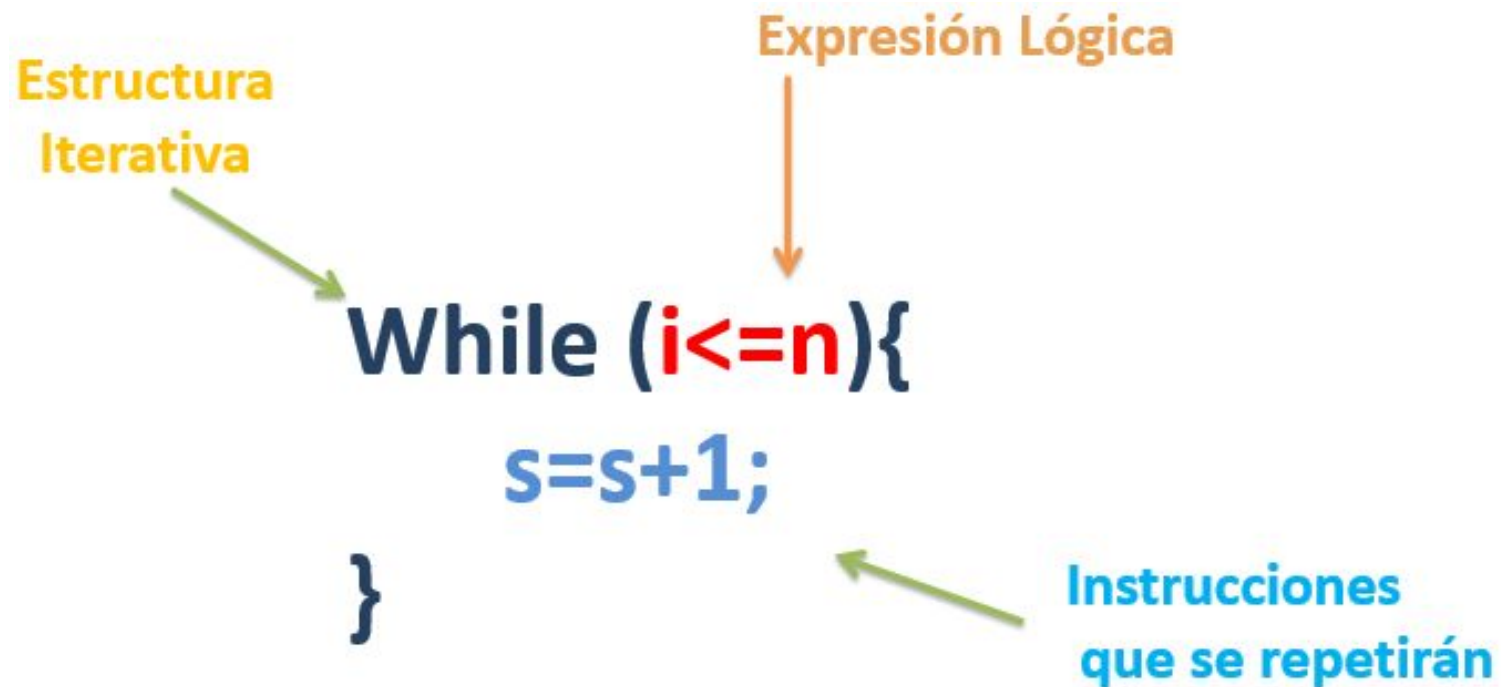 Expresión Lógica
Estructura
Iterativa
While (i<=n){
s=s+1;
}
Instrucciones
que se repetirán